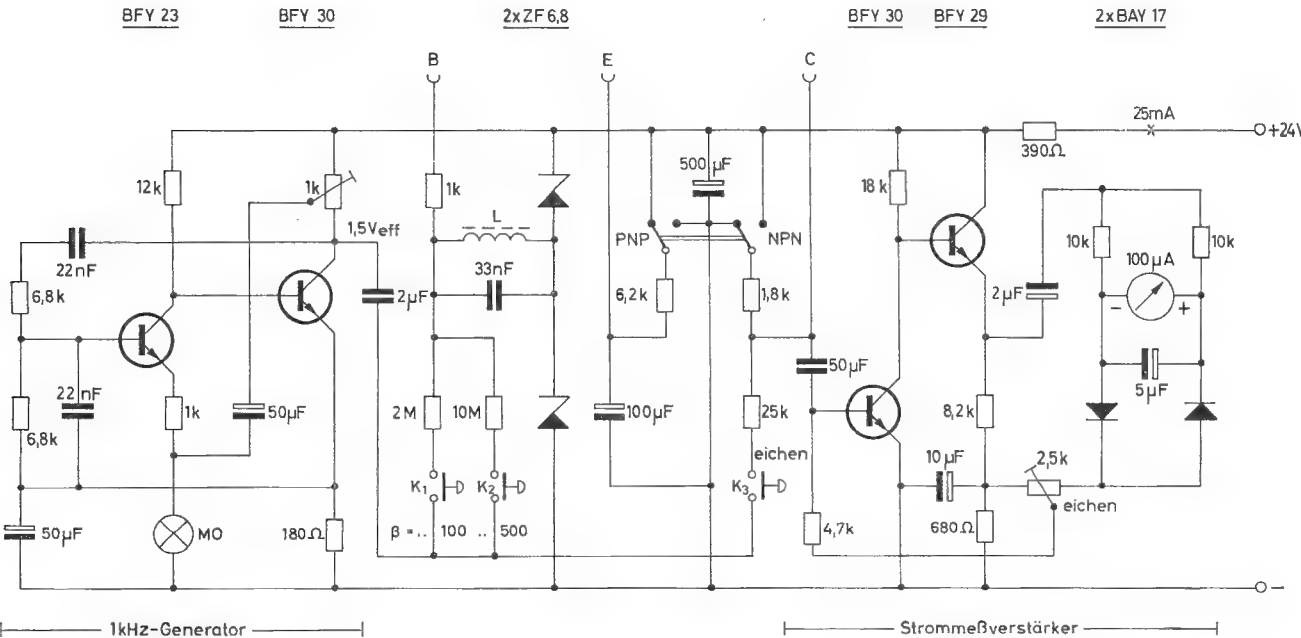 BFY 23 BFY 30 2xZF 6,8 BFY 30 BFY 29 2xBAY 17
B E C
25mA
+24V
390Ω
500 µF
12k 1k 1k 18k
L
1,5Veff
PNP NPN
10k 100µA 10k
22nF
33nF
6,8k 2µF 6,2k 1,8k 2µF
- +
50µF
5µF
22nF
1k 50µF 2M 10M 100µF 25k 8,2k
6,8k
eichen
10µF 2,5k
K1 K2 K3
eichen
50µF MO 180Ω β = .. 100 .. 500 4,7k 680Ω
-
1kHz-Generator Strommeßverstärker